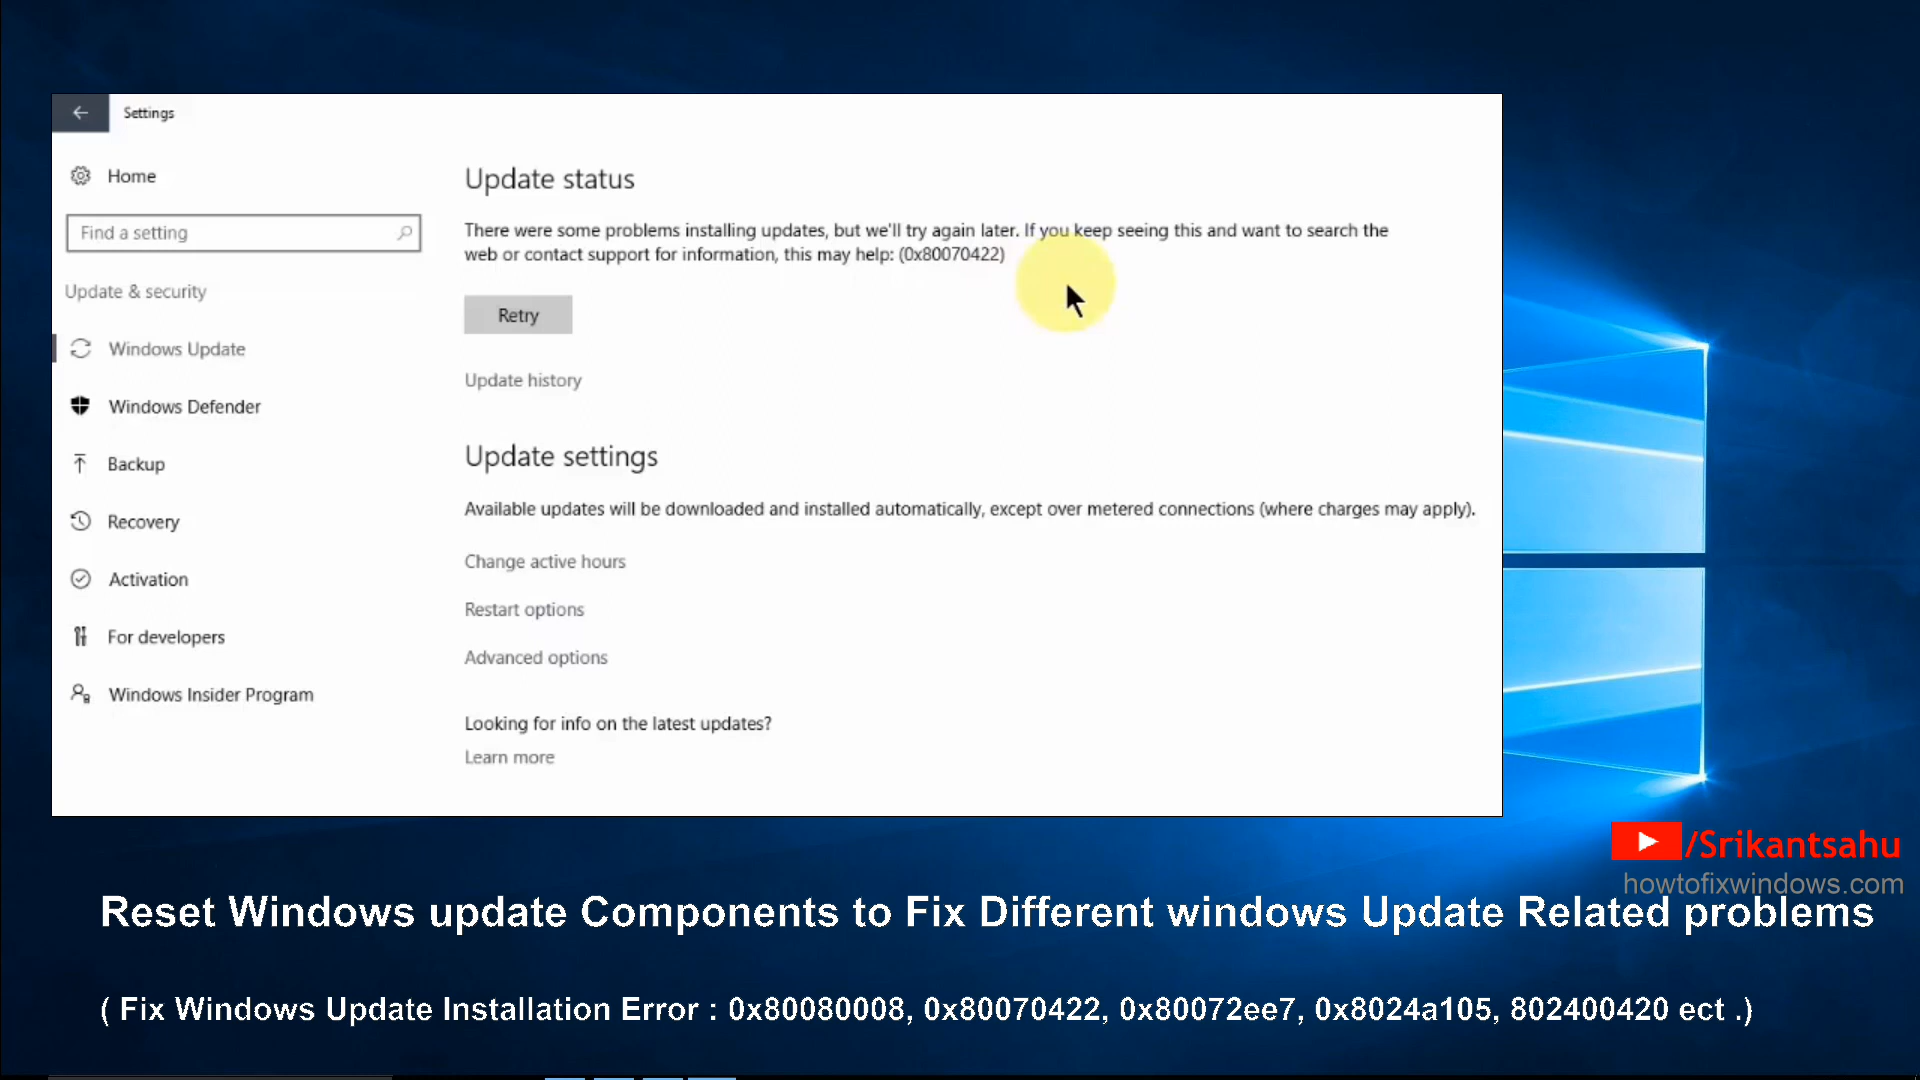 Settings
Home
Find a setting
Update & security
Windows Update
Windows Defender
Backup
Recovery
Activation
For developers
Windows Insider Program
Update status
There were some problems installing updates, but we'll try again later. If you keep seeing this and want to search the
web or contact support for information, this may help: (0x80070422)
Retry
Update history
Update settings
Available updates will be downloaded and installed automatically, except over metered connections (where charges may apply).
Change active hours
Restart options
Advanced options
Looking for info on the latest updates?
Learn more
/Srikantsahu
howtofixwindows.com
Reset Windows update Components to Fix Different windows Update Related problems
( Fix Windows Update Installation Error : 0x80080008, 0x80070422, 0x80072ee7, 0x8024a105, 802400420 ect .)